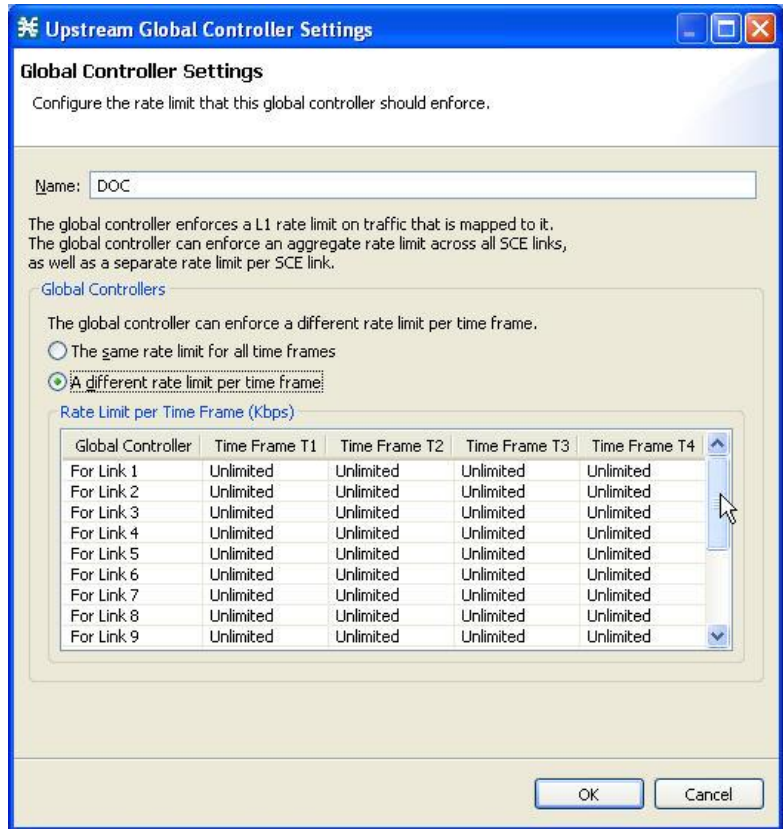 Upstream Global Controller Settings
Global Controller Settings
Configure the rate limit that this global controller should enforce.
Name: DOC
The global controller enforces a L1 rate limit on traffic that is mapped to it.
The global controller can enforce an aggregate rate limit across all SCE links,
as well as a separate rate limit per SCE link.
Global Controllers
The global controller can enforce a different rate limit per time frame.
The same rate limit for all time frames
A different rate limit per time frame
Rate Limit per Time Frame (Kbps)
Global Controller Time Frame T1 Time Frame T2 Time Frame T3 Time Frame T4
For Link 1 Unlimited Unlimited Unlimited Unlimited
For Link 2 Unlimited Unlimited Unlimited Unlimited
For Link 3 Unlimited Unlimited Unlimited Unlimited
For Link 4 Unlimited Unlimited Unlimited Unlimited
For Link 5 Unlimited Unlimited Unlimited Unlimited
For Link 6 Unlimited Unlimited Unlimited Unlimited
For Link 7 Unlimited Unlimited Unlimited Unlimited
For Link 8 Unlimited Unlimited Unlimited Unlimited
For Link 9 Unlimited Unlimited Unlimited Unlimited
OK Cancel